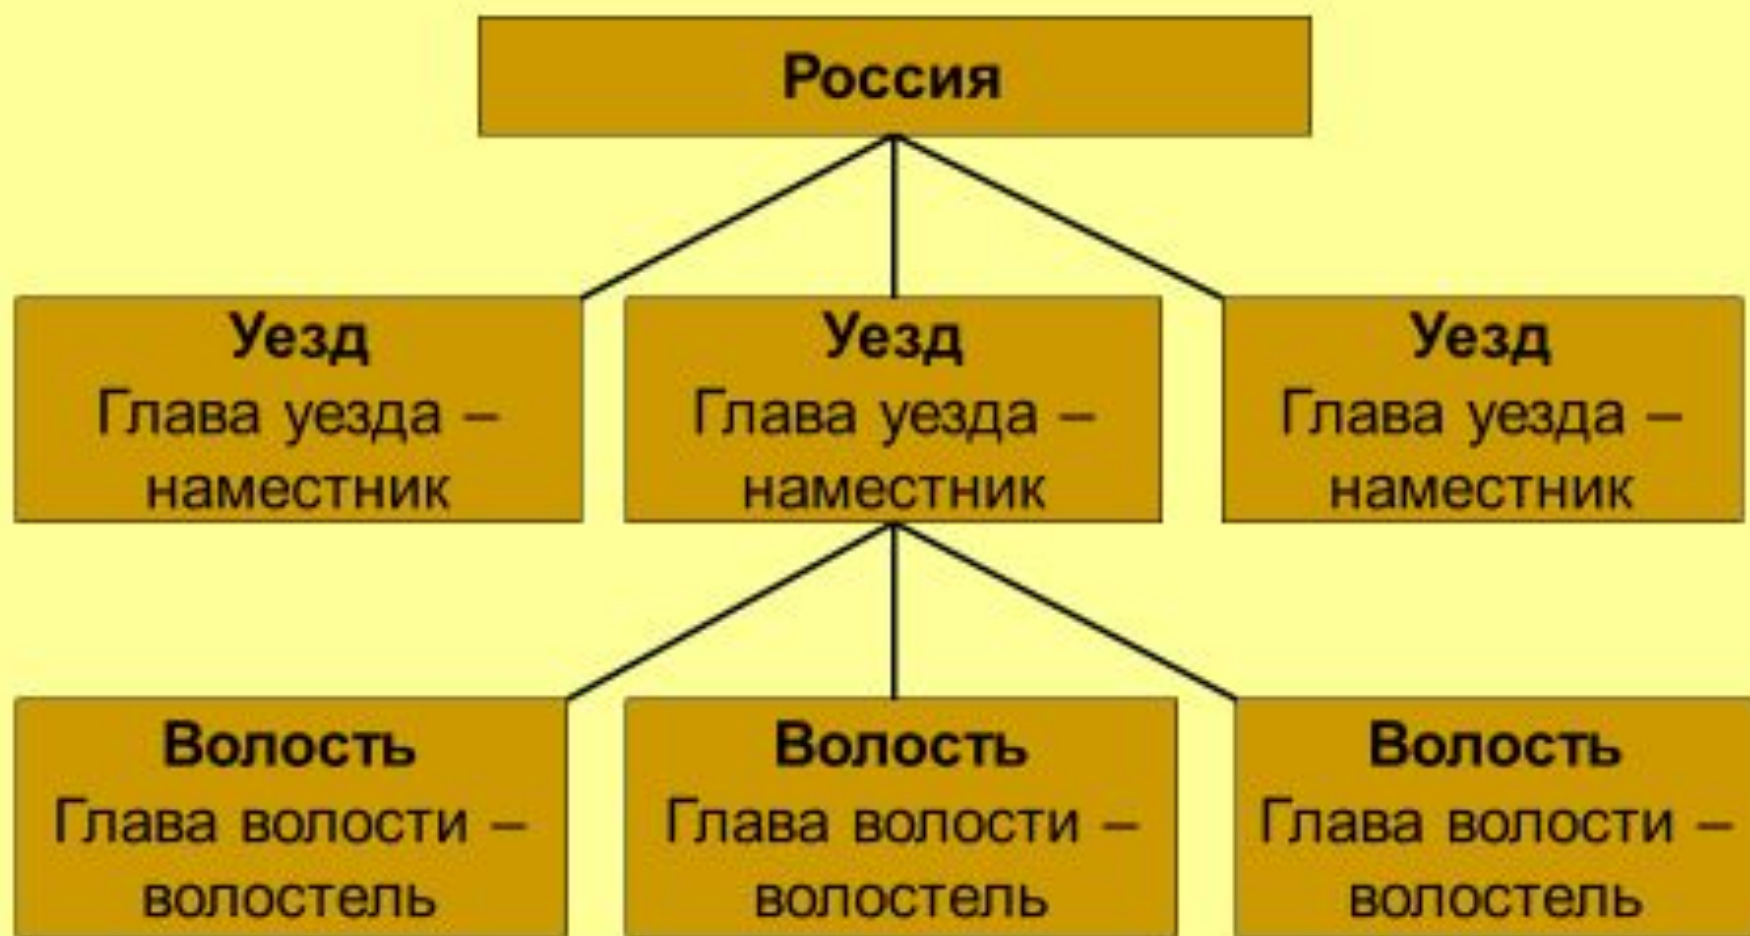 Россия
Уезд
Глава уезда –
наместник
Уезд
Глава уезда –
наместник
Уезд
Глава уезда –
наместник
Волость
Глава волости –
волостель
Волость
Глава волости –
волостель
Волость
Глава волости –
волостель